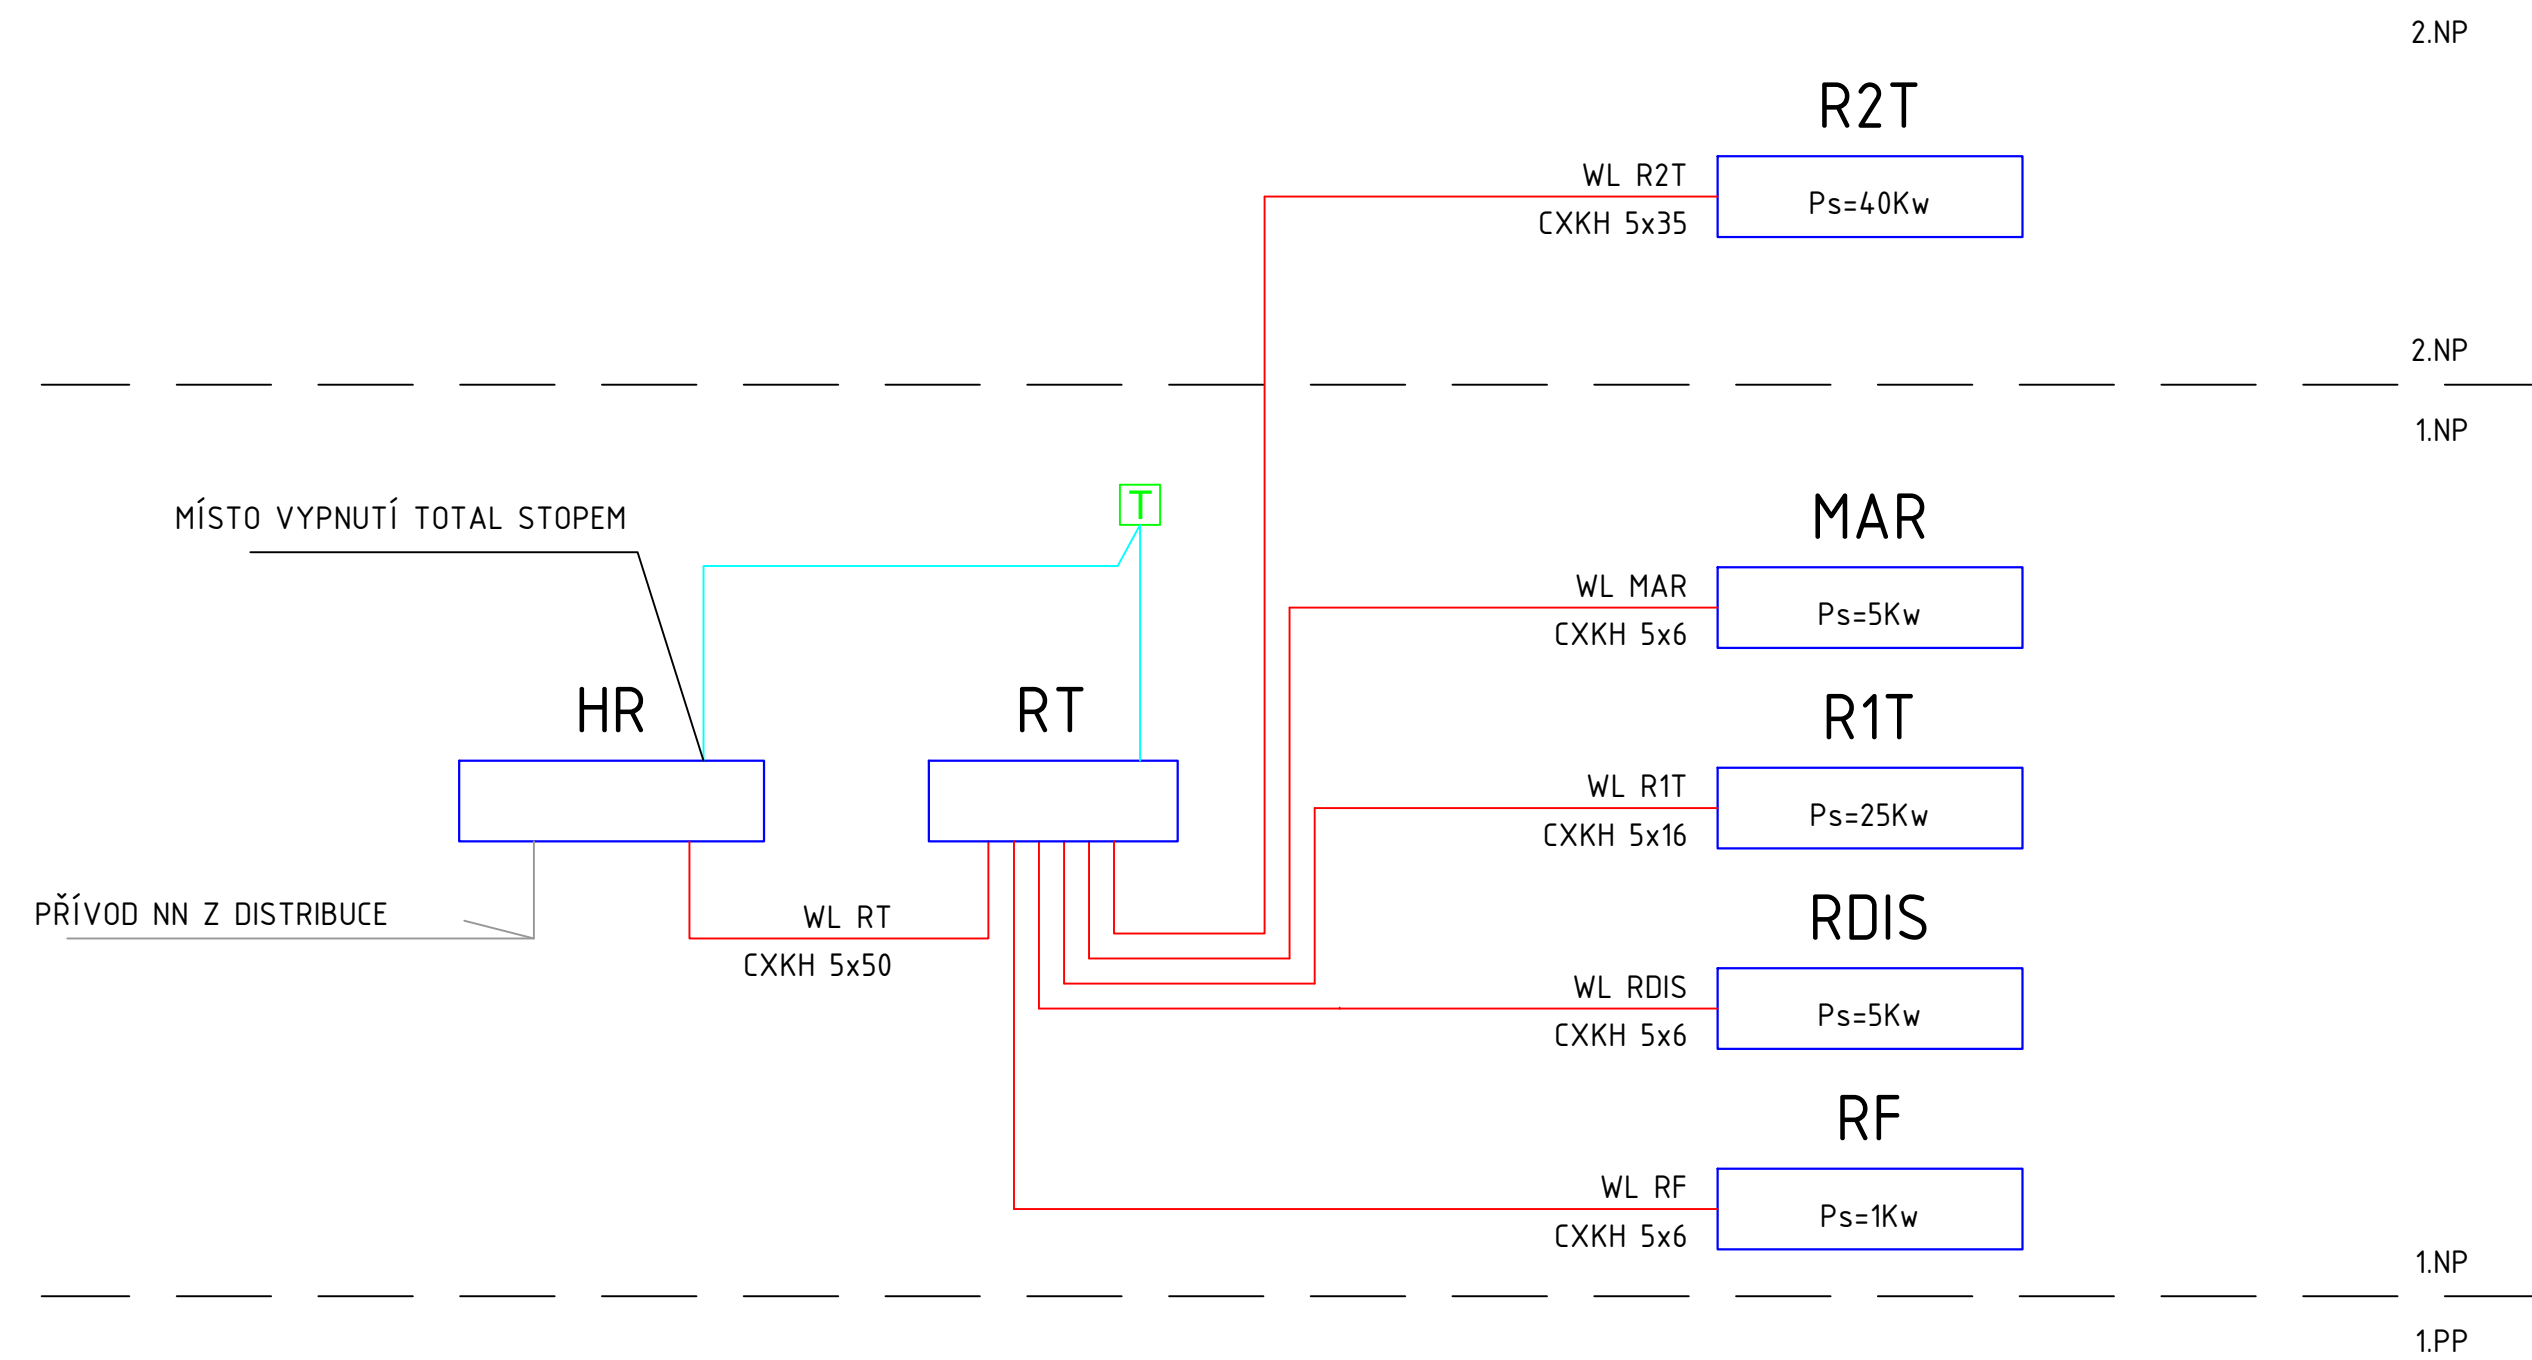 2.NP
R2T
WL R2T
Ps=40Kw
CXKH 5x35
2.NP
1.NP
T
MÍSTO VYPNUTÍ TOTAL STOPEM
MAR
WL MAR
Ps=5Kw
CXKH 5x6
HR
RT
R1T
WL R1T
Ps=25Kw
CXKH 5x16
PŘÍVOD NN Z DISTRIBUCE
WL RT
CXKH 5x50
RDIS
WL RDIS
Ps=5Kw
CXKH 5x6
RF
WL RF
Ps=1Kw
CXKH 5x6
1.NP
1.PP